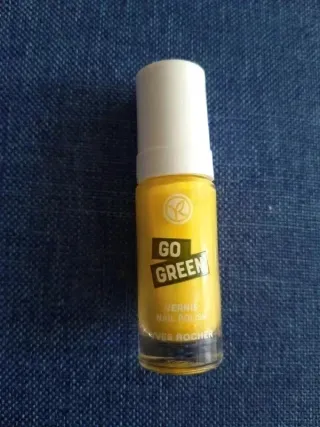 GO
GREEN
VERNIS
NAIL POLISH
YVES ROCHER